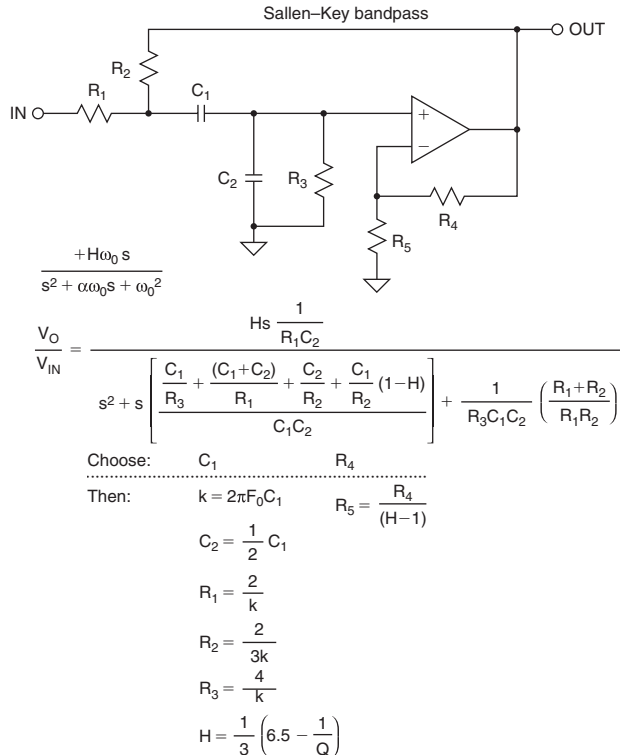 Sallen–Key bandpass
OUT
R2
R1
C1
IN
+
−
C2
R3
R4
R5
+Hω0 s
s² + αω0s + ω0²
VO / VIN = Hs 1/(R1C2)
s² + s [ (C1/R3 + (C1+C2)/R1 + C2/R2 + C1/R2 (1−H)) / C1C2 ] + 1/(R3C1C2) ( (R1+R2)/(R1R2) )
Choose: C1 R4
Then: k = 2πF0C1 R5 = R4/(H−1)
C2 = 1/2 C1
R1 = 2/k
R2 = 2/3k
R3 = 4/k
H = 1/3 ( 6.5 − 1/Q )